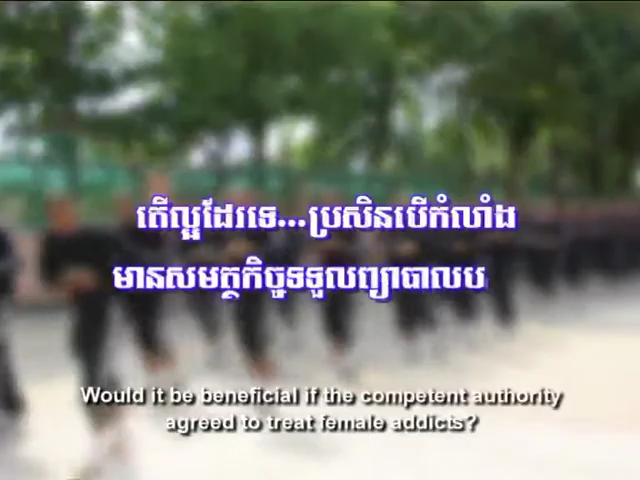 តើល្អដែរទេ...ប្រសិនបើកំលាំង
មានសមត្ថកិច្ចទទួលព្យាបាលប
Would it be beneficial if the competent authority
agreed to treat female addicts?